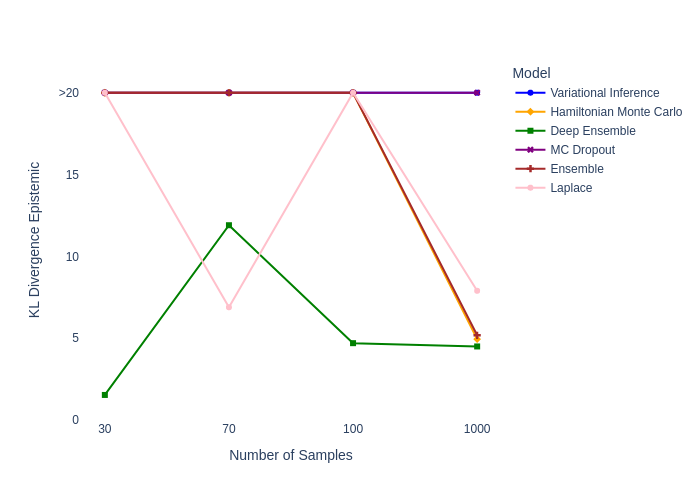 Model
Variational Inference
Hamiltonian Monte Carlo
Deep Ensemble
MC Dropout
Ensemble
Laplace
KL Divergence Epistemic
>20
15
10
5
0
30 70 100 1000
Number of Samples